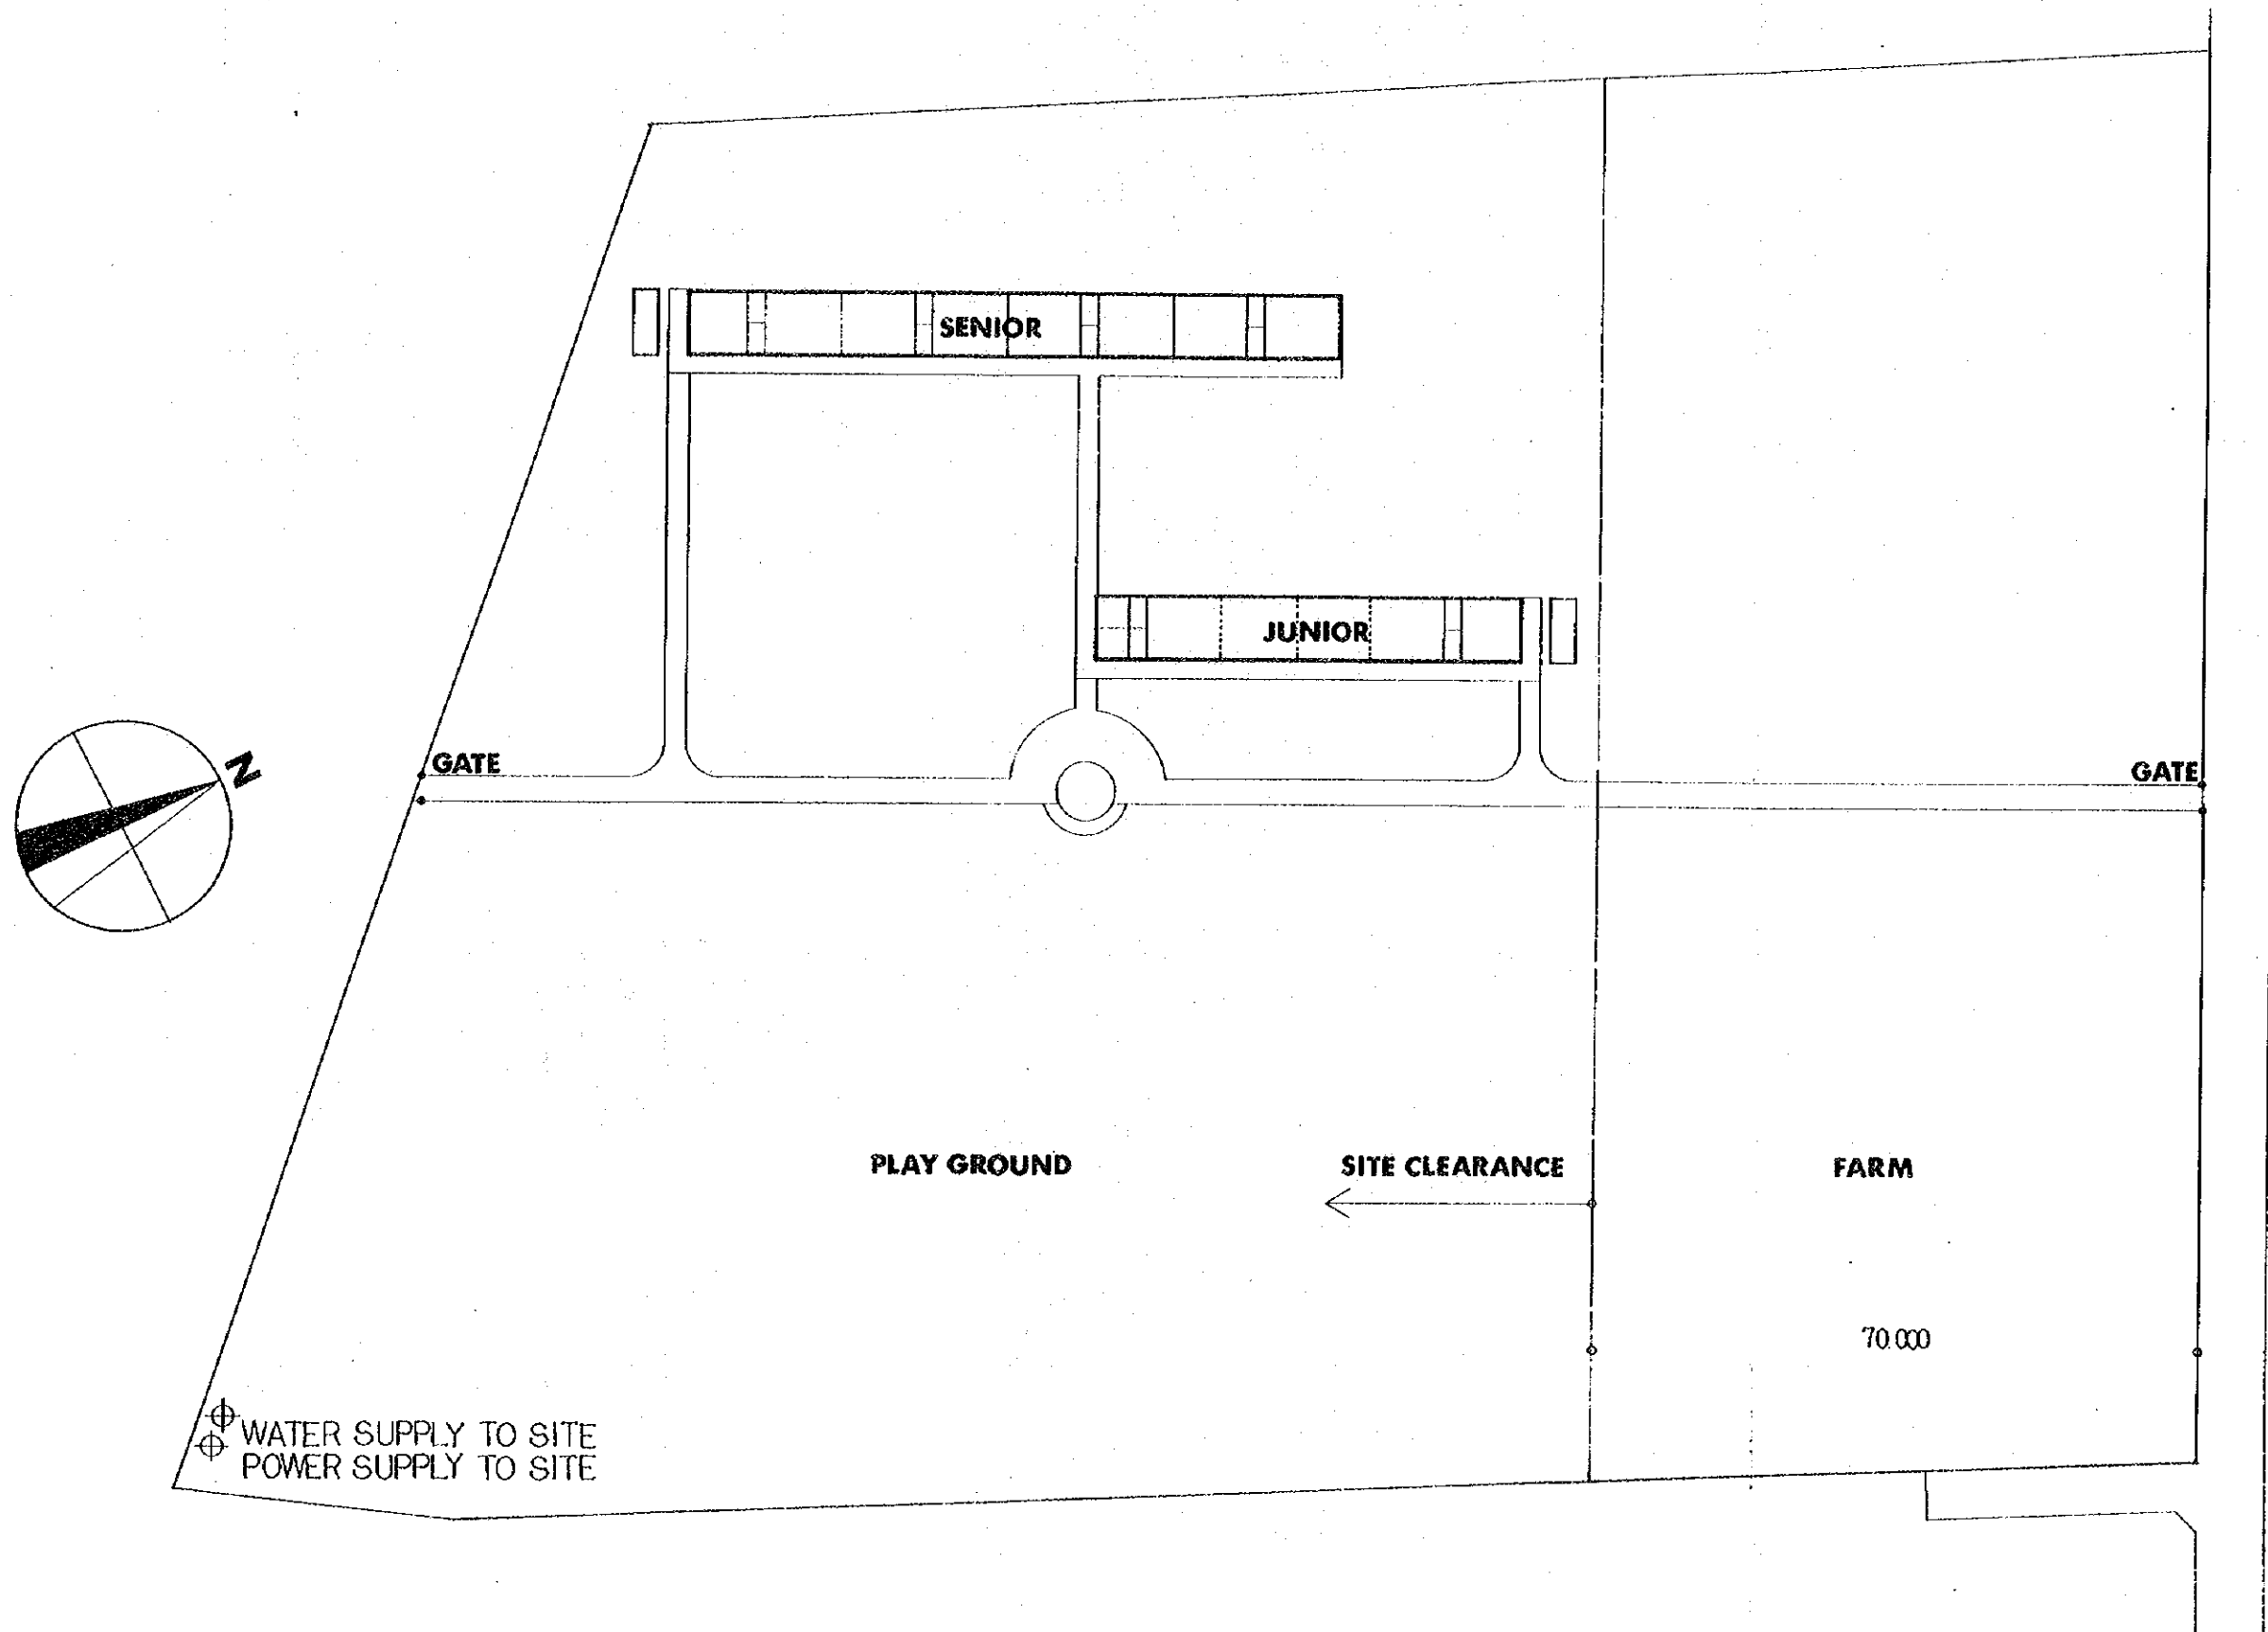 SENIOR
JUNIOR
N
GATE
GATE
PLAY GROUND
SITE CLEARANCE
FARM
70.000
WATER SUPPLY TO SITE
POWER SUPPLY TO SITE